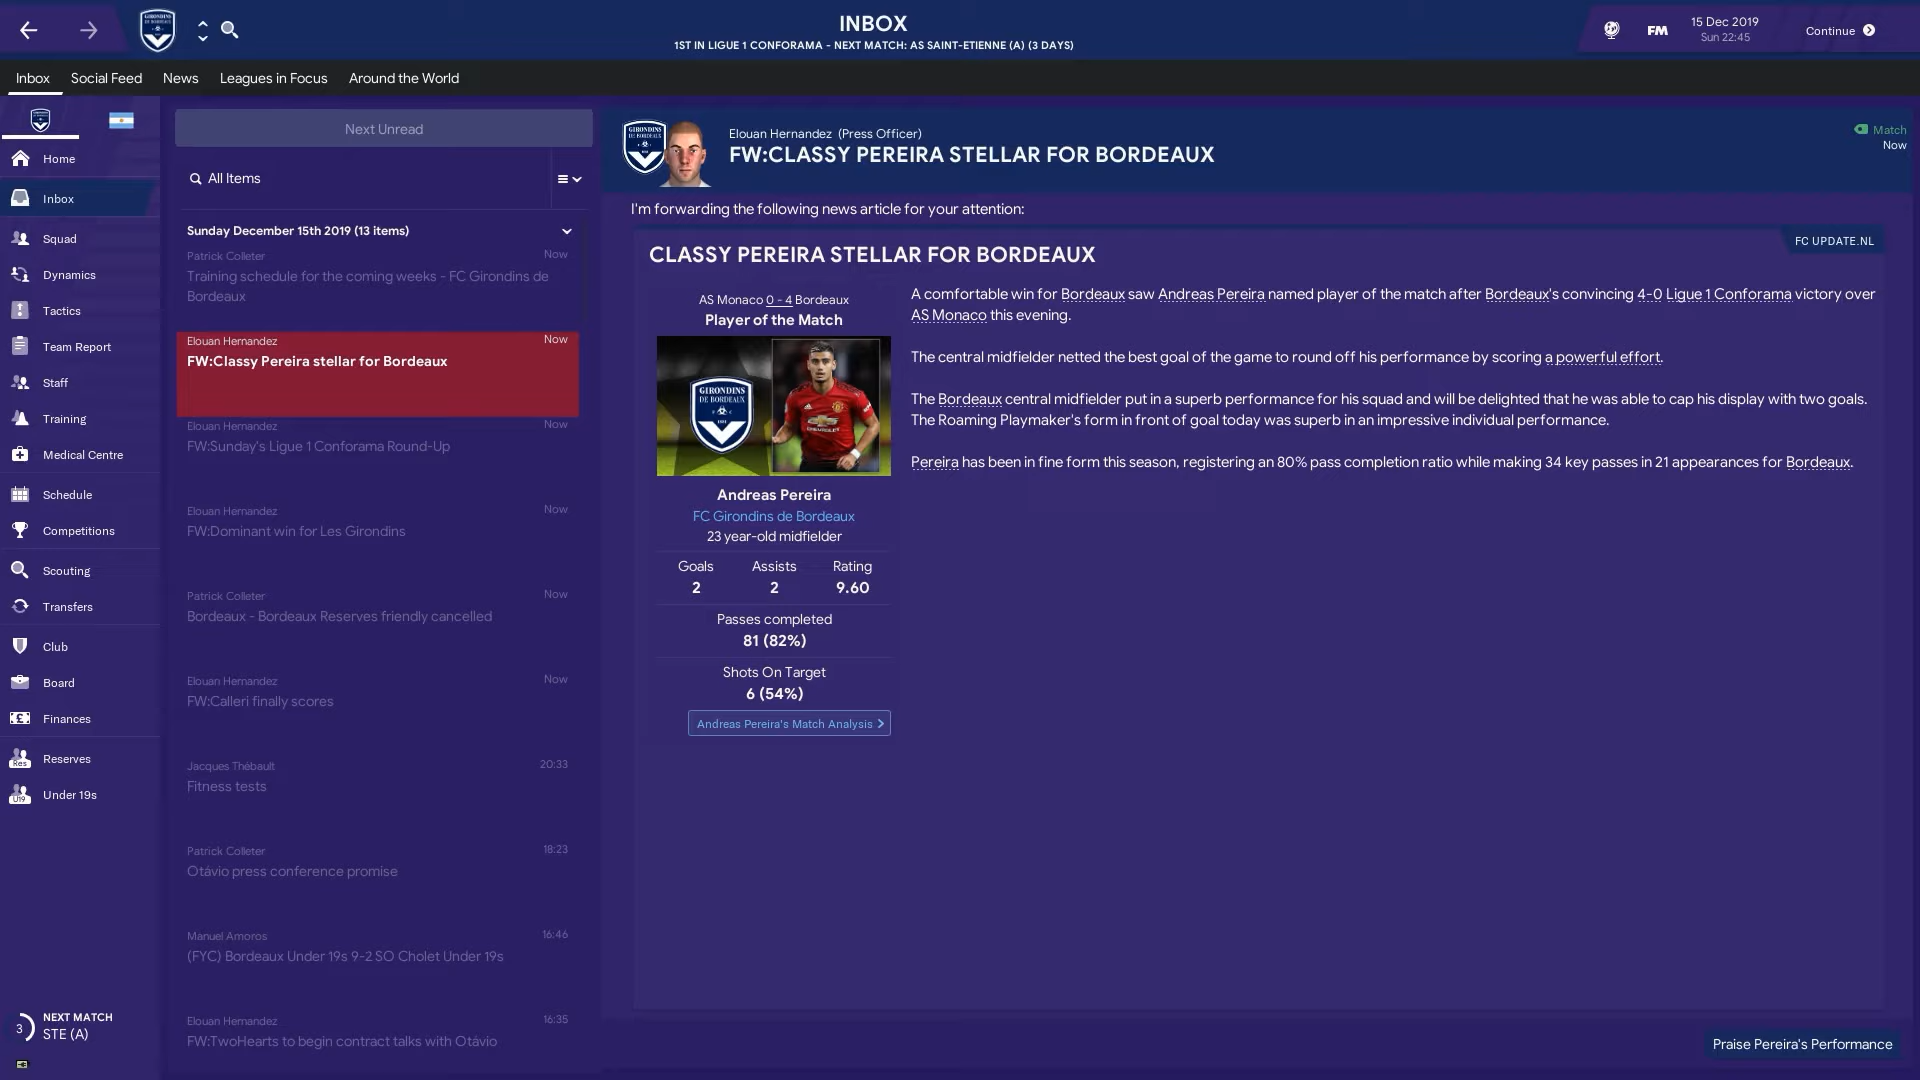 INBOX
1ST IN LIGUE 1 CONFORAMA - NEXT MATCH: AS SAINT-ETIENNE (A) (3 DAYS)
FM
15 Dec 2019
Sun 22:45
Continue
Inbox
Social Feed
News
Leagues in Focus
Around the World
Home
Inbox
Squad
Dynamics
Tactics
Team Report
Staff
Training
Medical Centre
Schedule
Competitions
Scouting
Transfers
Club
Board
Finances
Res
Reserves
U19
Under 19s
3
NEXT MATCH
STE (A)
Next Unread
All Items
Sunday December 15th 2019 (13 items)
Patrick Colleter
Now
Training schedule for the coming weeks - FC Girondins de
Bordeaux
Elouan Hernandez
Now
FW:Classy Pereira stellar for Bordeaux
Elouan Hernandez
Now
FW:Sunday's Ligue 1 Conforama Round-Up
Elouan Hernandez
Now
FW:Dominant win for Les Girondins
Patrick Colleter
Now
Bordeaux - Bordeaux Reserves friendly cancelled
Elouan Hernandez
Now
FW:Calleri finally scores
Jacques Thébault
20:33
Fitness tests
Patrick Colleter
18:23
Otávio press conference promise
Manuel Amoros
16:46
(FYC) Bordeaux Under 19s 9-2 SO Cholet Under 19s
Elouan Hernandez
16:35
FW:TwoHearts to begin contract talks with Otávio
GIRONDINS
DE BORDEAUX
Elouan Hernandez (Press Officer)
FW:CLASSY PEREIRA STELLAR FOR BORDEAUX
Match
Now
I'm forwarding the following news article for your attention:
FC UPDATE.NL
CLASSY PEREIRA STELLAR FOR BORDEAUX
AS Monaco 0 - 4 Bordeaux
Player of the Match
GIRONDINS
DE BORDEAUX
CHEVROLET
Andreas Pereira
FC Girondins de Bordeaux
23 year-old midfielder
Goals Assists Rating
2 2 9.60
Passes completed
81 (82%)
Shots On Target
6 (54%)
Andreas Pereira's Match Analysis
A comfortable win for Bordeaux saw Andreas Pereira named player of the match after Bordeaux's convincing 4-0 Ligue 1 Conforama victory over
AS Monaco this evening.
The central midfielder netted the best goal of the game to round off his performance by scoring a powerful effort.
The Bordeaux central midfielder put in a superb performance for his squad and will be delighted that he was able to cap his display with two goals.
The Roaming Playmaker's form in front of goal today was superb in an impressive individual performance.
Pereira has been in fine form this season, registering an 80% pass completion ratio while making 34 key passes in 21 appearances for Bordeaux.
Praise Pereira's Performance